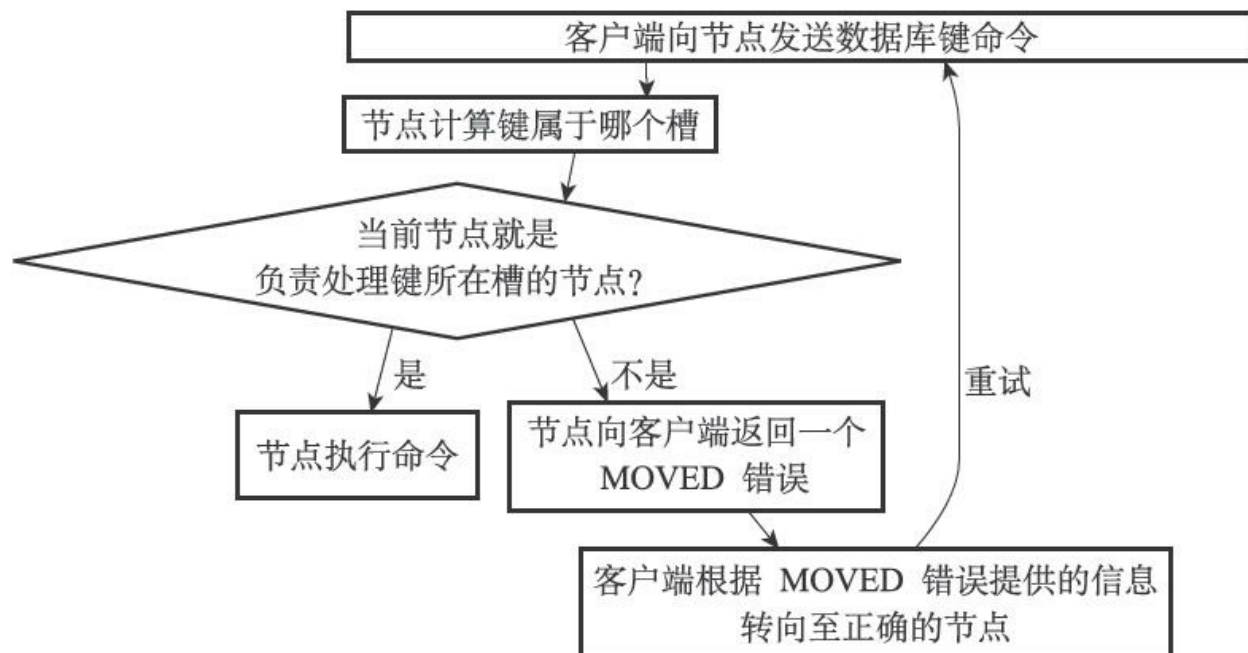 客户端向节点发送数据库键命令
节点计算键属于哪个槽
当前节点就是
负责处理键所在槽的节点?
是
不是
重试
节点执行命令
节点向客户端返回一个
MOVED 错误
客户端根据 MOVED 错误提供的信息
转向至正确的节点